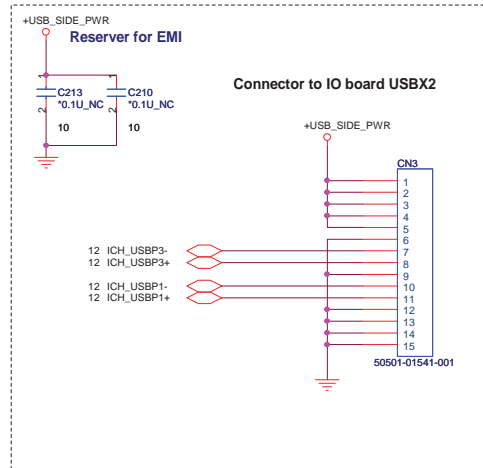 +USB_SIDE_PWR
Reserver for EMI
1 1
C213 C210
*0.1U_NC *0.1U_NC
2 2
10 10
Connector to IO board USBX2
+USB_SIDE_PWR
CN3
1
2
3
4
5
6
12 ICH_USBP3- 7
12 ICH_USBP3+ 8
9
12 ICH_USBP1- 10
12 ICH_USBP1+ 11
12
13
14
15
50501-01541-001